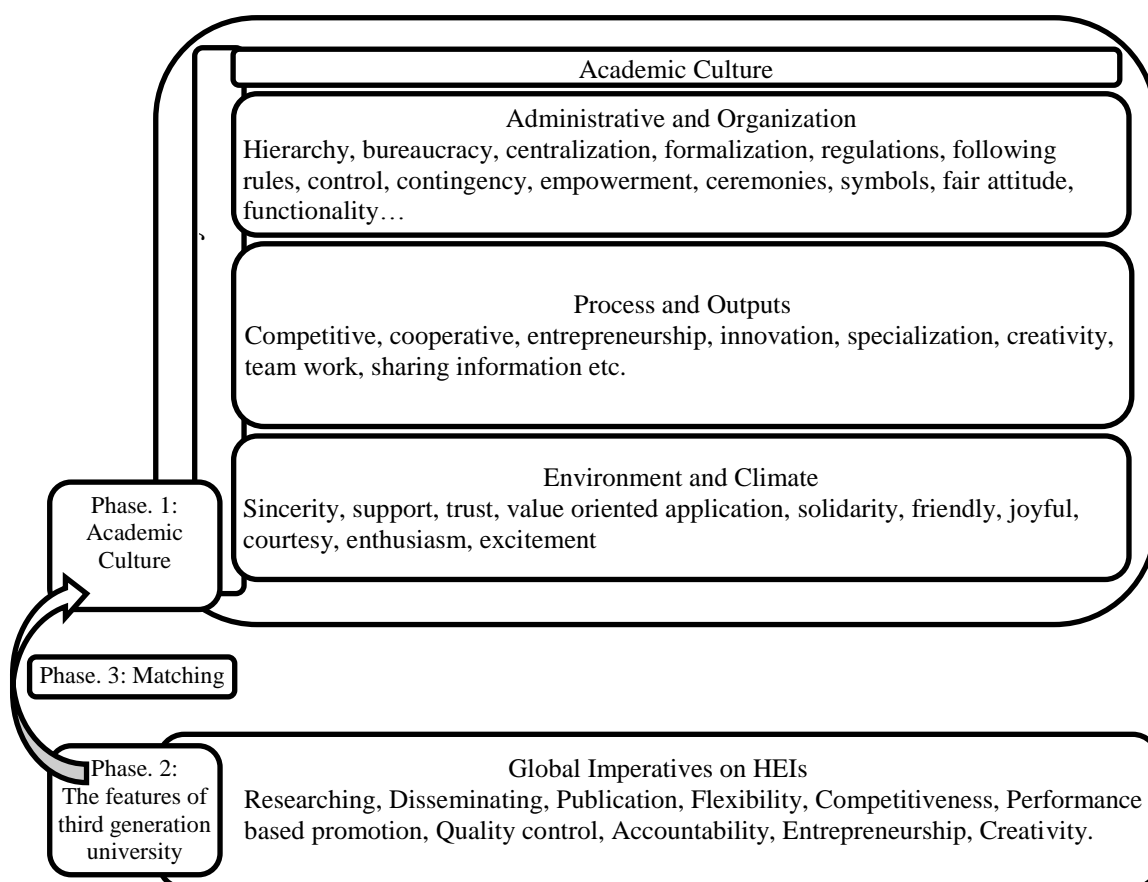 Academic Culture
Administrative and Organization
Hierarchy, bureaucracy, centralization, formalization, regulations, following
rules, control, contingency, empowerment, ceremonies, symbols, fair attitude,
functionality…
Process and Outputs
Competitive, cooperative, entrepreneurship, innovation, specialization, creativity,
team work, sharing information etc.
Environment and Climate
Sincerity, support, trust, value oriented application, solidarity, friendly, joyful,
courtesy, enthusiasm, excitement
Phase. 1:
Academic
Culture
Phase. 3: Matching
Phase. 2:
The features of
third generation
university
Global Imperatives on HEIs
Researching, Disseminating, Publication, Flexibility, Competitiveness, Performance
based promotion, Quality control, Accountability, Entrepreneurship, Creativity.